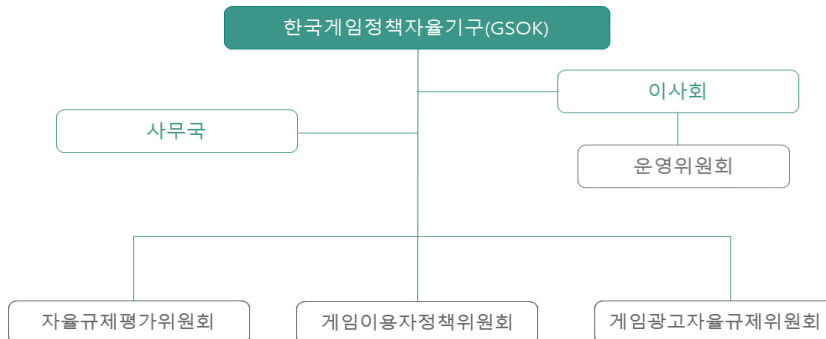 한국게임정책자율기구(GSOK)
이사회
사무국
운영위원회
자율규제평가위원회
게임이용자정책위원회
게임광고자율규제위원회